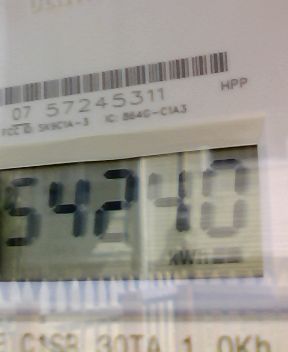 07 57245311 HPP
FCC ID: SK9C1A-3 IC: 864G-C1A3
54240
kWh
C1SR 30TA 1.0Kh